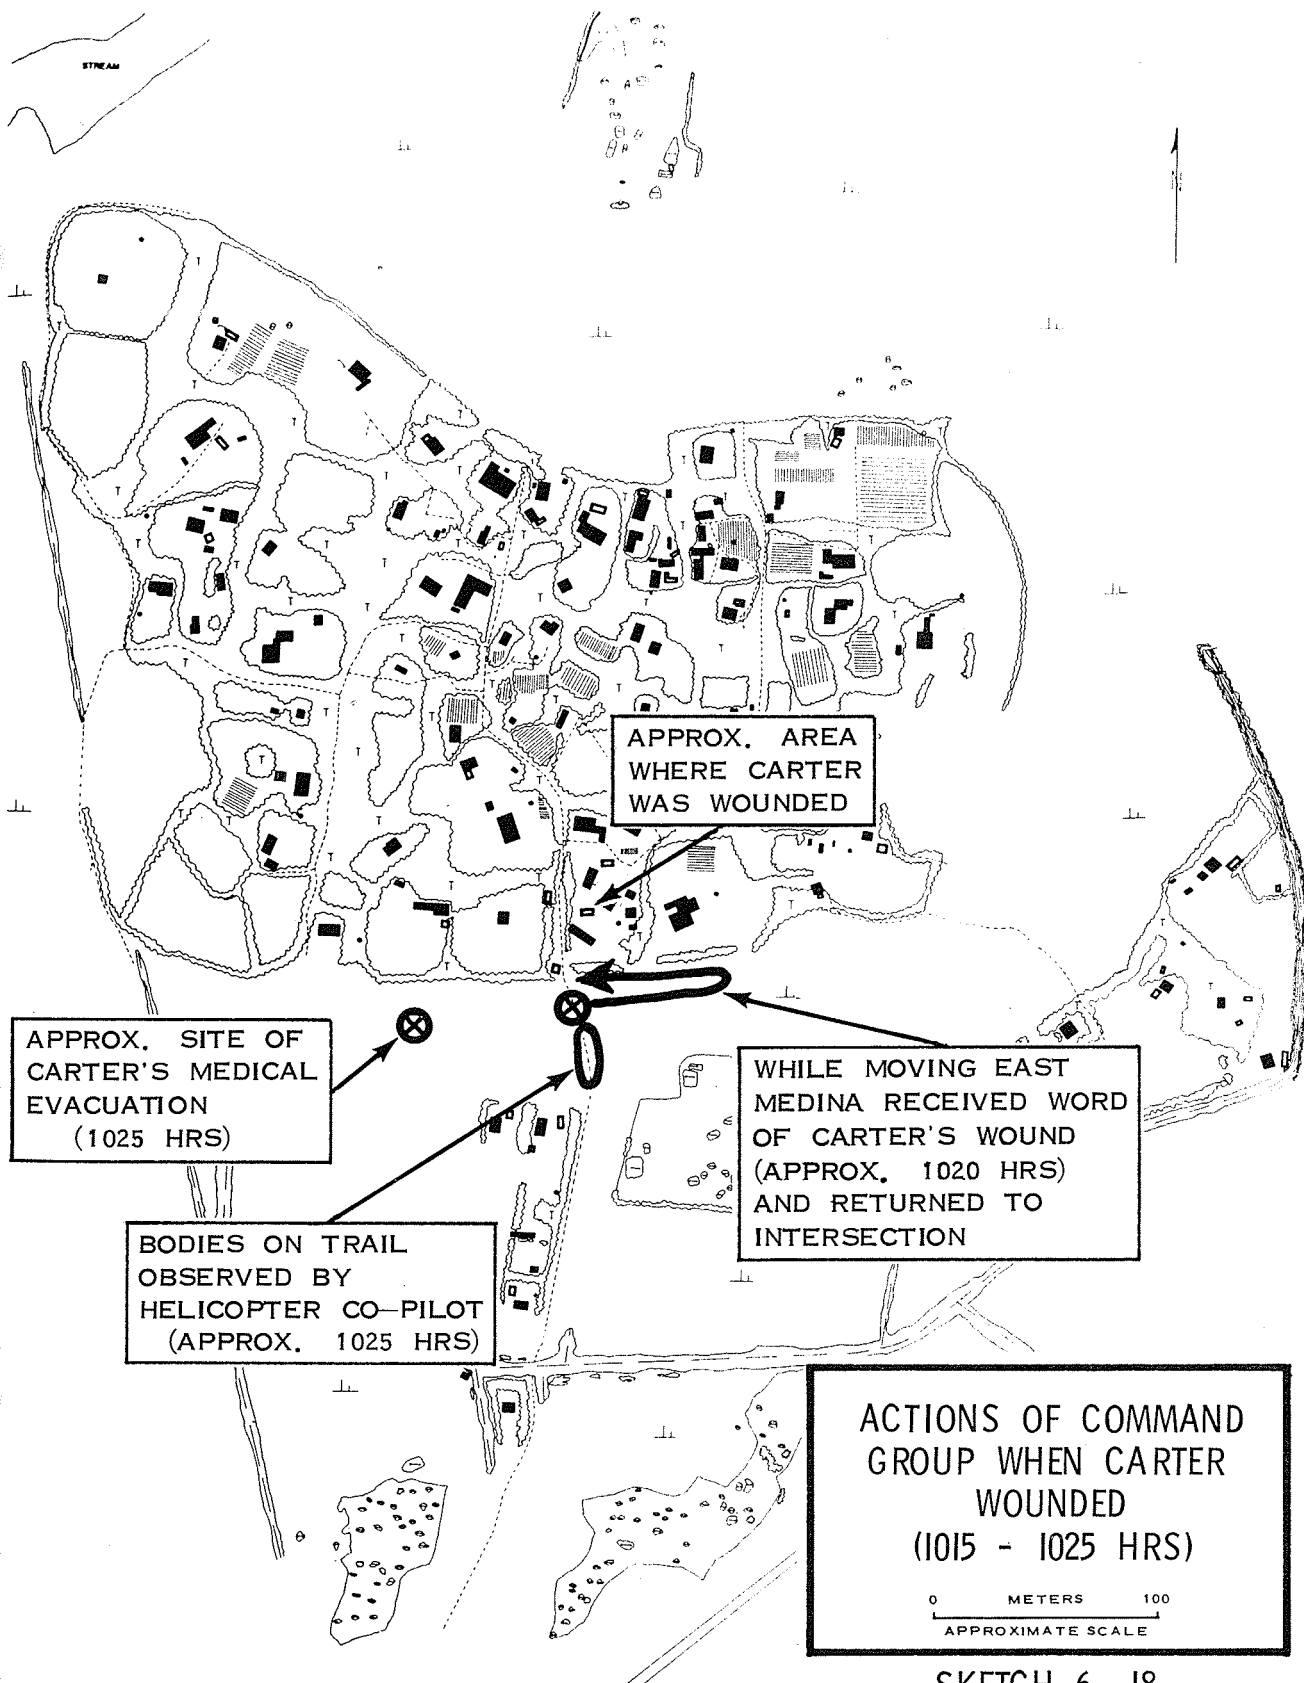 STREAM
N
APPROX. AREA
WHERE CARTER
WAS WOUNDED
APPROX. SITE OF
CARTER'S MEDICAL
EVACUATION
(1025 HRS)
WHILE MOVING EAST
MEDINA RECEIVED WORD
OF CARTER'S WOUND
(APPROX. 1020 HRS)
AND RETURNED TO
INTERSECTION
BODIES ON TRAIL
OBSERVED BY
HELICOPTER CO-PILOT
(APPROX. 1025 HRS)
ACTIONS OF COMMAND
GROUP WHEN CARTER
WOUNDED
(1015 - 1025 HRS)
0 METERS 100
APPROXIMATE SCALE
SKETCH 6-18